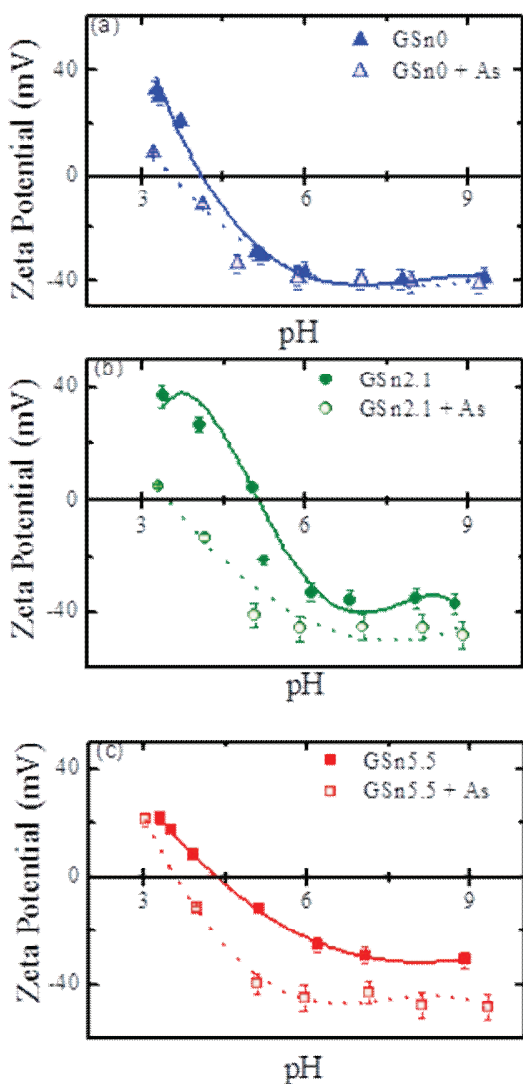 (a)
GSn0
GSn0 + As
40
0
-40
3
6
9
Zeta Potential (mV)
pH
(b)
GSn2.1
GSn2.1 + As
40
0
-40
3
6
9
Zeta Potential (mV)
pH
(c)
GSn5.5
GSn5.5 + As
40
0
-40
3
6
9
Zeta Potential (mV)
pH